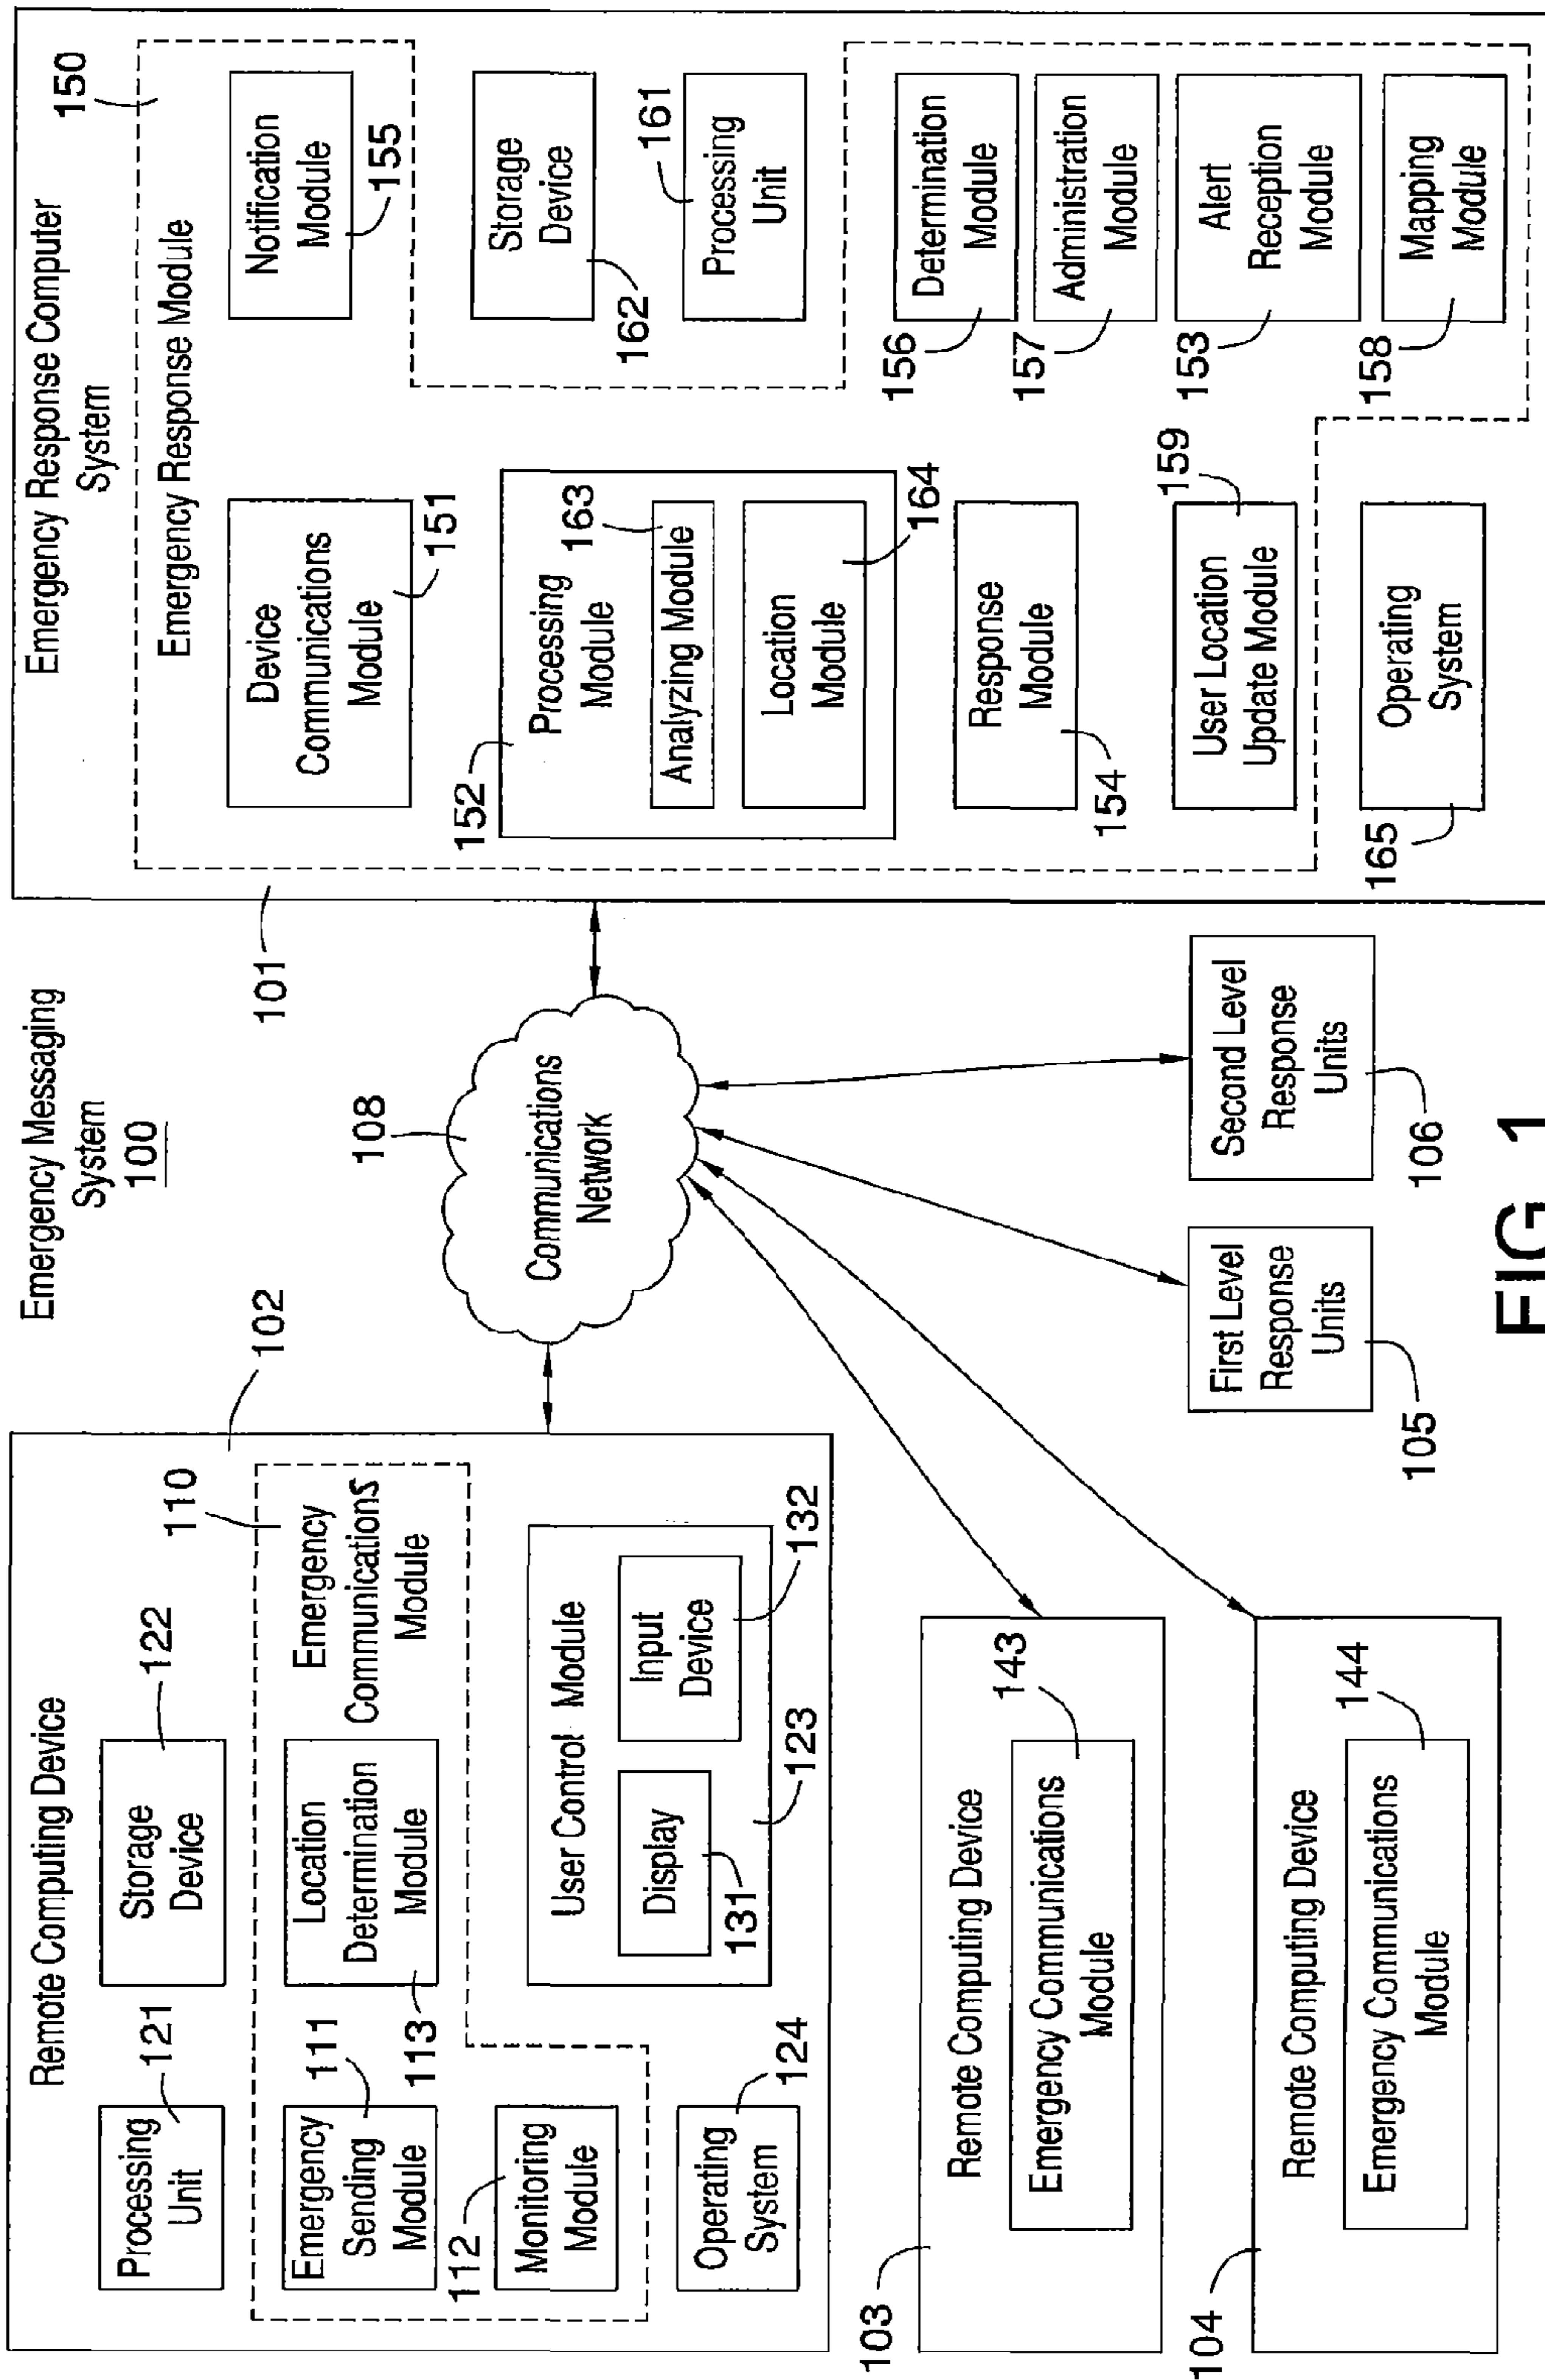 Emergency Messaging
System
100
Remote Computing Device
102
Processing
Unit
121
Storage
Device
122
110
Emergency
Communications
Module
Emergency
Sending
Module
111
Location
Determination
Module
113
Monitoring
Module
112
Operating
System
124
User Control Module
Display
131
Input
Device
132
123
Communications
Network
108
103
Remote Computing Device
Emergency Communications
Module
143
104
Remote Computing Device
Emergency Communications
Module
144
First Level
Response
Units
105
Second Level
Response
Units
106
Emergency Response Computer
System
101
150
Emergency Response Module
Device
Communications
Module
151
Notification
Module
155
152
Processing
Module
163
Analyzing Module
Location
Module
164
Storage
Device
162
Processing
Unit
161
Response
Module
154
Determination
Module
156
Administration
Module
157
Alert
Reception
Module
153
Mapping
Module
158
User Location
Update Module
159
Operating
System
165
FIG. 1